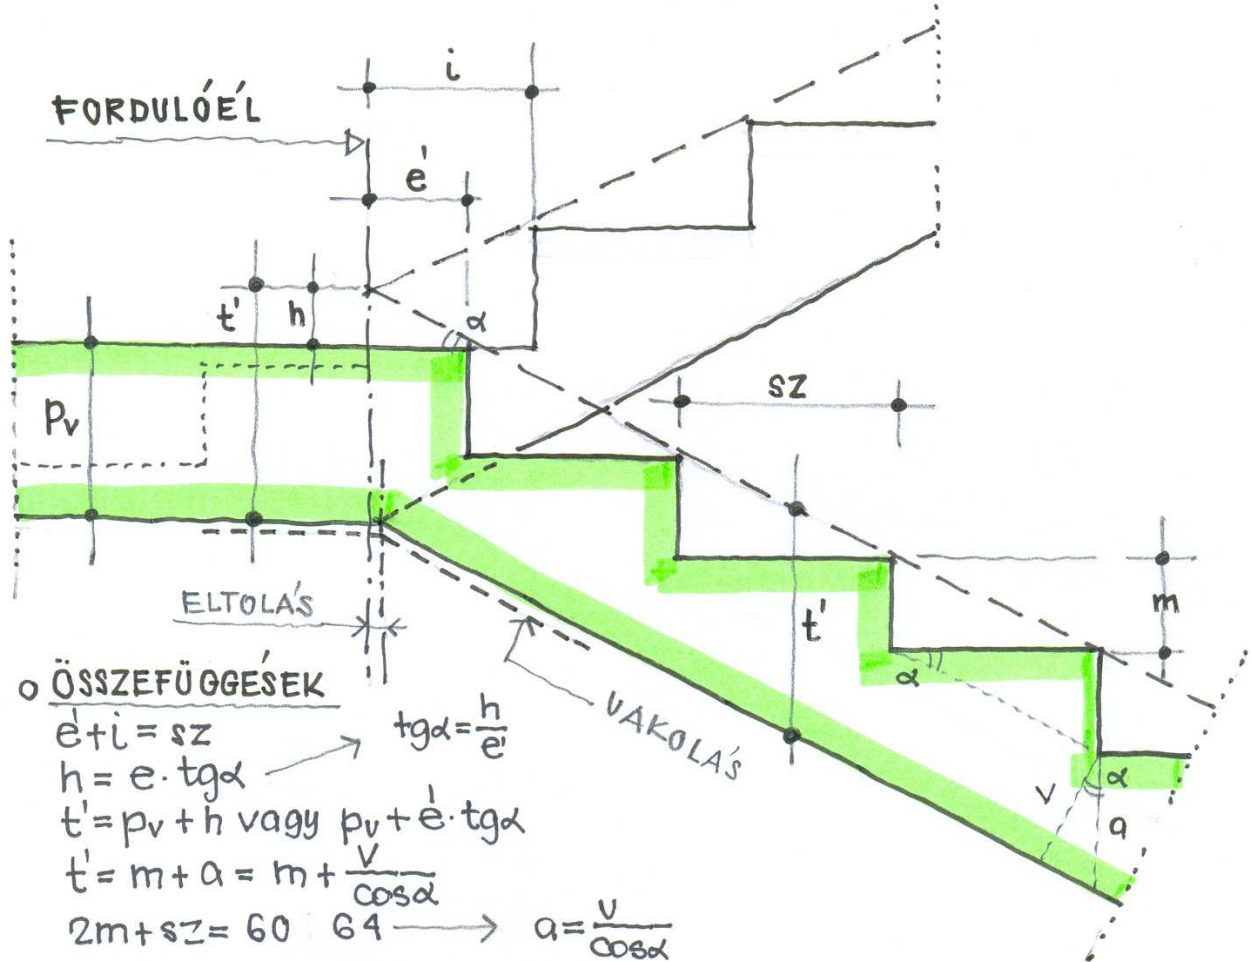 i
FORDULÓÉL
é
t' h
α
pv
sz
m
t'
ELTOLÁS
α
VAKOLÁS
v α
a
o ÖSSZEFÜGGÉSEK
é+i = sz
tgα = h/é
h = e·tgα
t' = pv + h vagy pv + é·tgα
t' = m + a = m + v/cosα
2m + sz = 60 64 → a = v/cosα